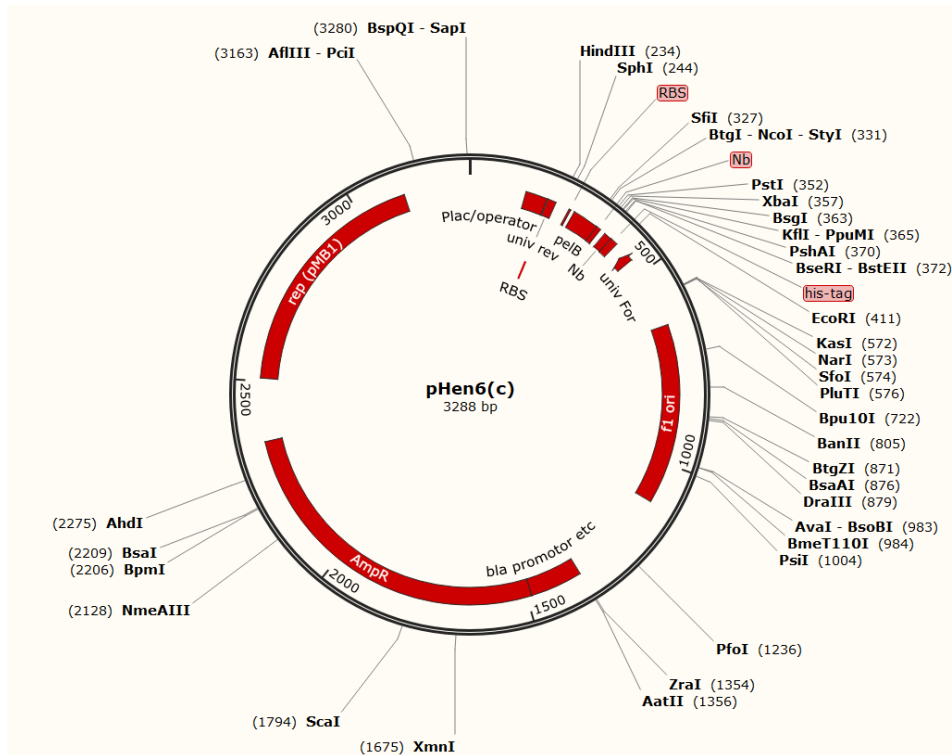 (3280) BspQI - SapI
(3163) AflIII - PciI
HindIII (234)
SphI (244)
RBS
SfiI (327)
BtgI - NcoI - StyI (331)
Nb
PstI (352)
XbaI (357)
BsgI (363)
KflI - PpuMI (365)
PshAI (370)
BseRI - BstEII (372)
his-tag
EcoRI (411)
KasI (572)
NarI (573)
SfoI (574)
PluTI (576)
Bpu10I (722)
BanII (805)
BtgZI (871)
BsaAI (876)
DraIII (879)
AvaI - BsoBI (983)
BmeT110I (984)
PsiI (1004)
PfoI (1236)
ZraI (1354)
AatII (1356)
(1675) XmnI
(1794) ScaI
(2128) NmeAIII
(2206) BpmI
(2209) BsaI
(2275) AhdI
Plac/operator
univ rev
RBS
pelB
Nb
univ For
500
f1 ori
1000
bla promotor etc
1500
AmpR
2000
2500
rep (pMB1)
3000
pHen6(c)
3288 bp